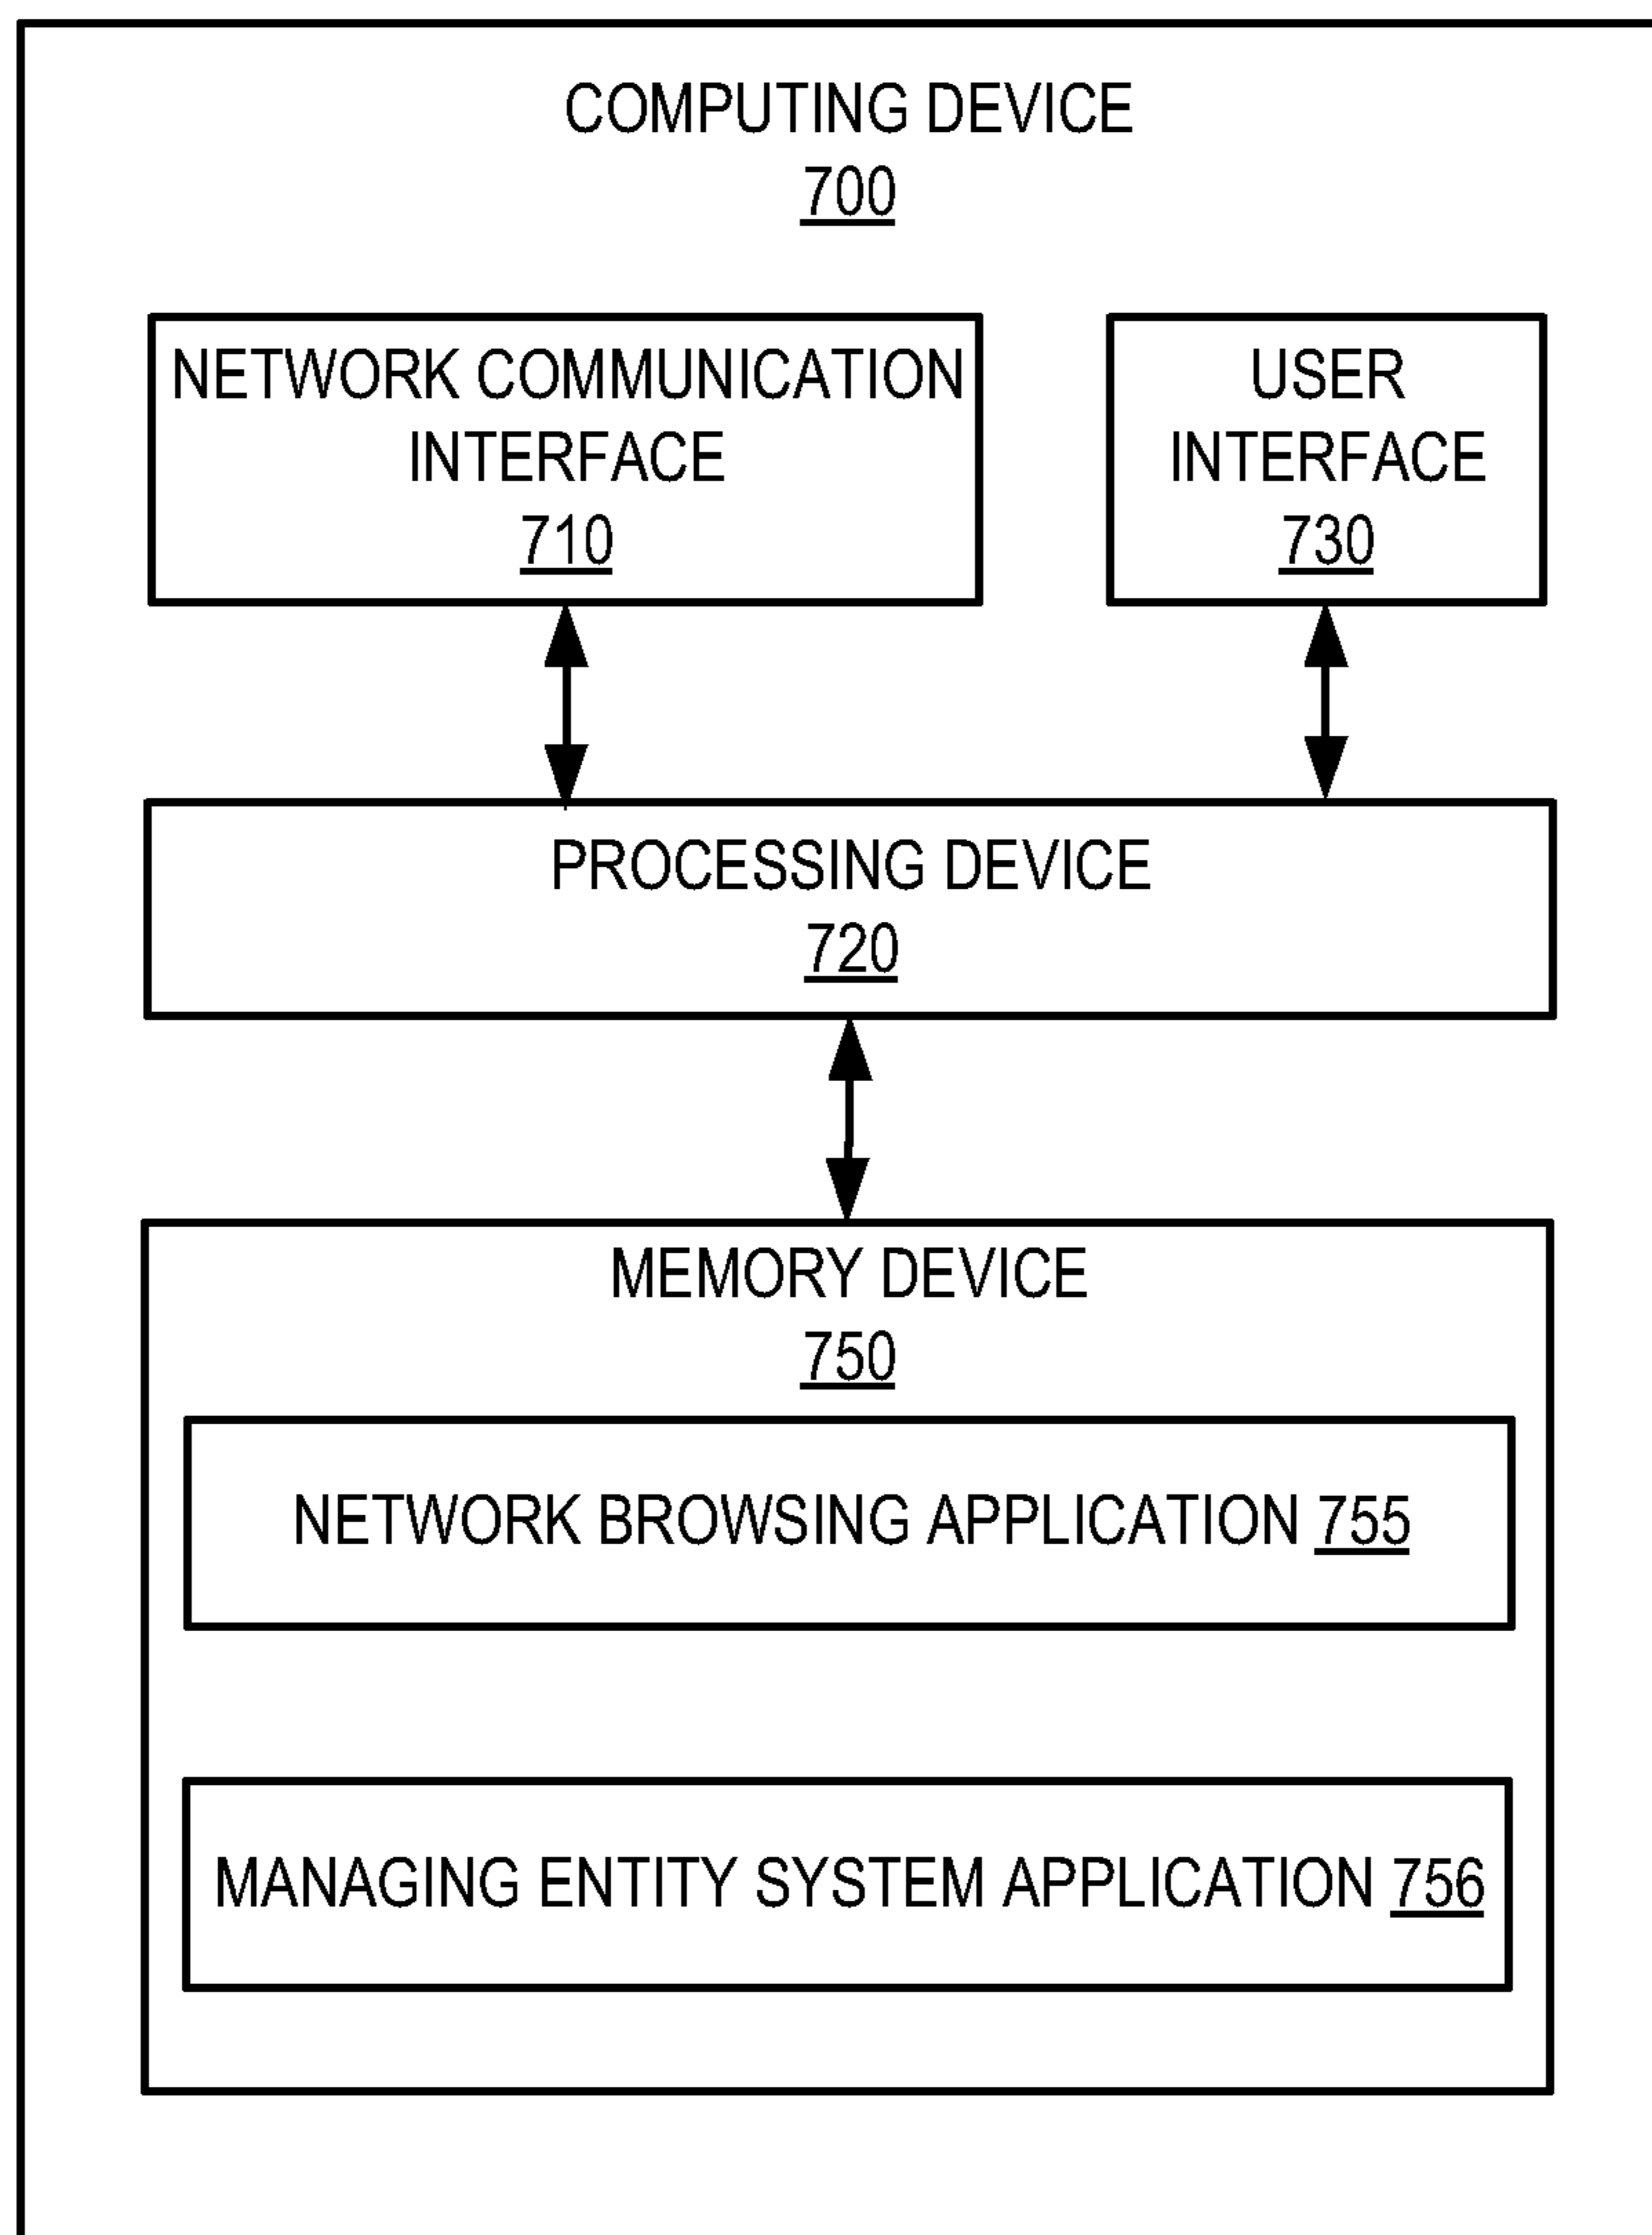 COMPUTING DEVICE
700
NETWORK COMMUNICATION
INTERFACE
710
USER
INTERFACE
730
PROCESSING DEVICE
720
MEMORY DEVICE
750
NETWORK BROWSING APPLICATION 755
MANAGING ENTITY SYSTEM APPLICATION 756